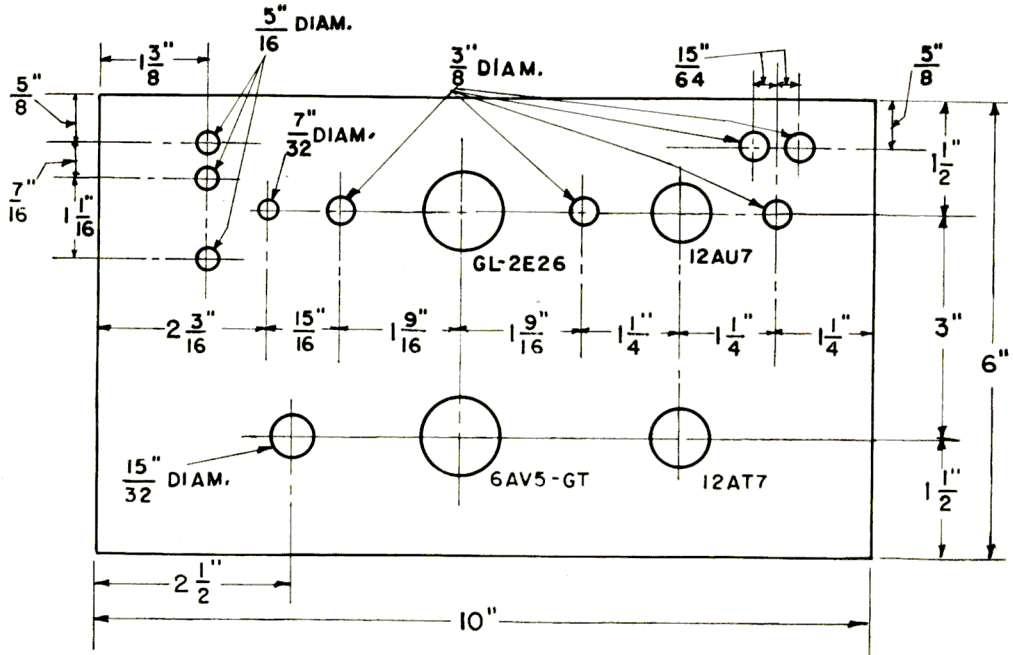 5/16" DIAM.
1 3/8"
3/8" DIAM.
15/64"
5/8"
5/8"
7/32" DIAM.
1 1/2"
7/16"
1 1/16"
GL-2E26
12AU7
2 3/16"
15/16"
1 9/16"
1 9/16"
1 1/4"
1 1/4"
1 1/4"
3"
6"
15/32" DIAM.
6AV5-GT
12AT7
1 1/2"
2 1/2"
10"